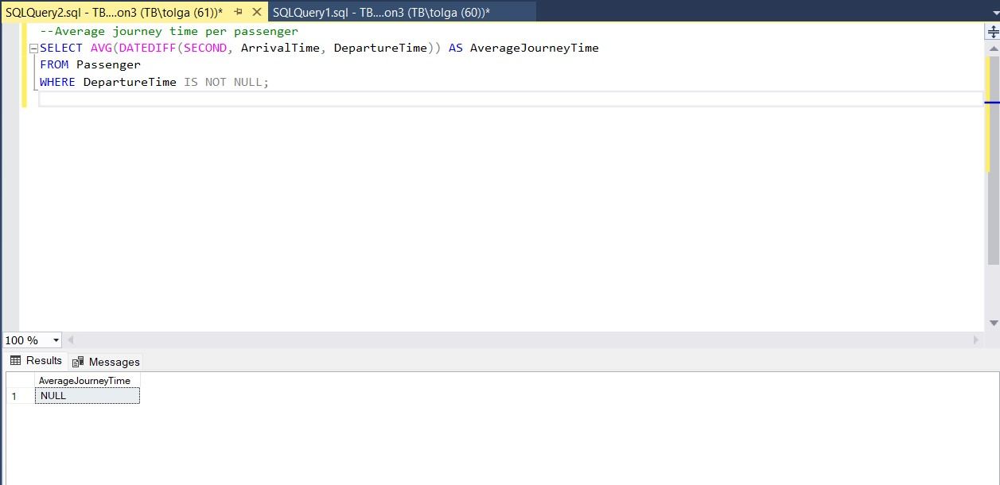 SQLQuery2.sql - TB....on3 (TB\tolga (61))* SQLQuery1.sql - TB....on3 (TB\tolga (60))*
--Average journey time per passenger
SELECT AVG(DATEDIFF(SECOND, ArrivalTime, DepartureTime)) AS AverageJourneyTime
FROM Passenger
WHERE DepartureTime IS NOT NULL;
100 %
Results Messages
AverageJourneyTime
1 NULL